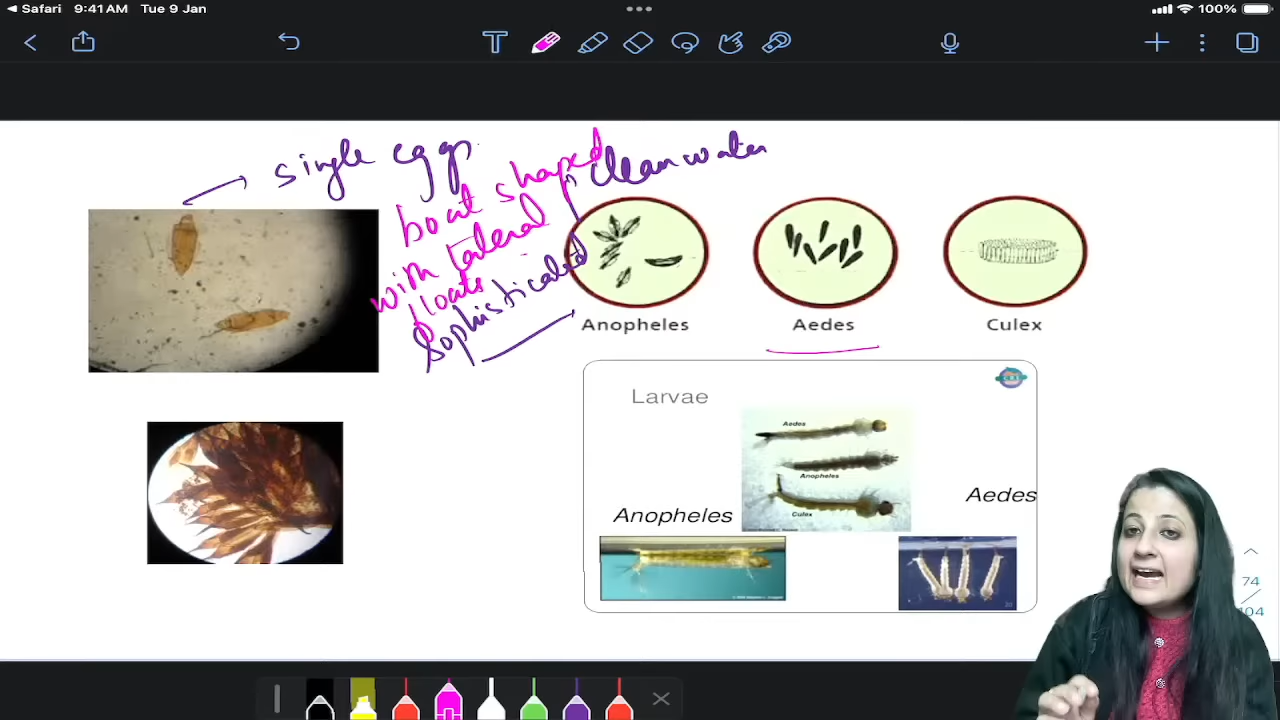 Safari 9:41 AM Tue 9 Jan
100%
single eggs
clean water
boat shaped
with lateral
floats
Sophisticated
Anopheles
Aedes
Culex
Larvae
Aedes
Anopheles
Culex
Anopheles
Aedes
74
104